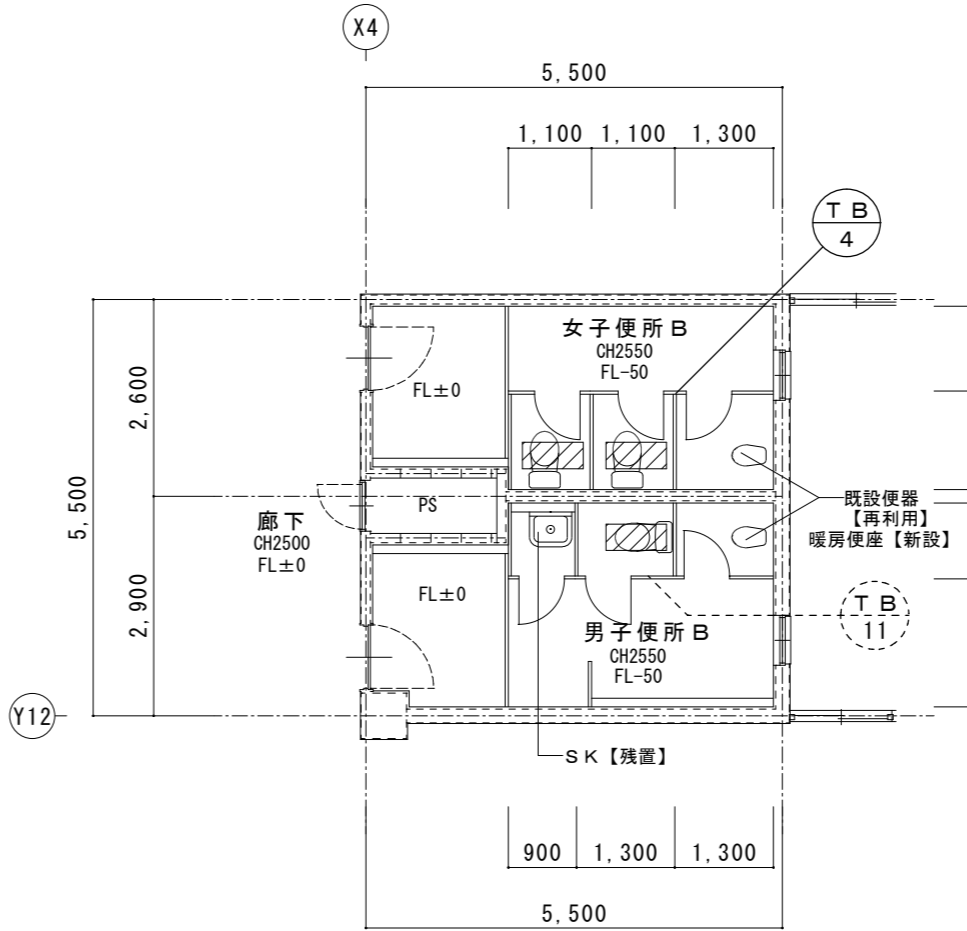 X4
5,500
1,100
1,100
1,300
ＴＢ
4
女子便所Ｂ
CH2550
FL-50
FL±0
2,600
5,500
PS
廊下
CH2500
FL±0
既設便器
【再利用】
暖房便座【新設】
FL±0
2,900
ＴＢ
11
男子便所Ｂ
CH2550
FL-50
Y12
ＳＫ【残置】
900
1,300
1,300
5,500